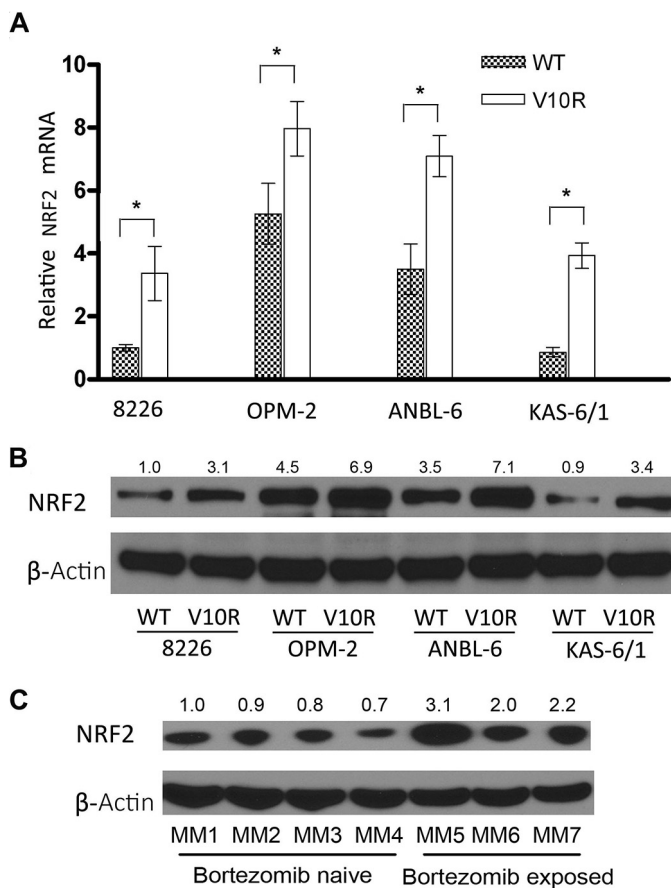 A
Relative NRF2 mRNA
10
8
6
4
2
0
WT
V10R
*
*
*
*
8226
OPM-2
ANBL-6
KAS-6/1
B
1.0 3.1 4.5 6.9 3.5 7.1 0.9 3.4
NRF2
β-Actin
WT V10R WT V10R WT V10R WT V10R
8226 OPM-2 ANBL-6 KAS-6/1
C
1.0 0.9 0.8 0.7 3.1 2.0 2.2
NRF2
β-Actin
MM1 MM2 MM3 MM4 MM5 MM6 MM7
Bortezomib naive Bortezomib exposed